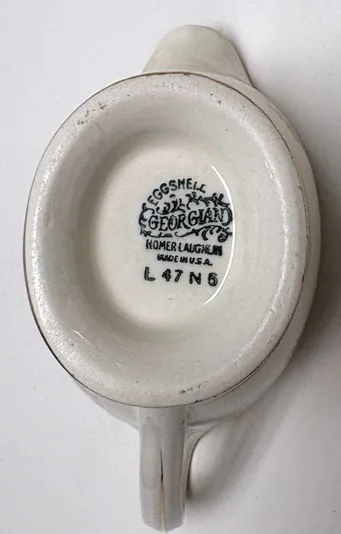 EGGSHELL
GEORGIAN
HOMER LAUGHLIN
MADE IN U.S.A.
L 47 N 5